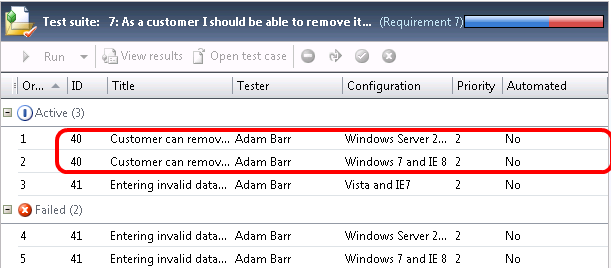 Test suite: 7: As a customer I should be able to remove it... (Requirement 7)
Run View results Open test case
Or... ID Title Tester Configuration Priority Automated
Active (3)
1 40 Customer can remov... Adam Barr Windows Server 2... 2 No
2 40 Customer can remov... Adam Barr Windows 7 and IE 8 2 No
3 41 Entering invalid data... Adam Barr Vista and IE7 2 No
Failed (2)
4 41 Entering invalid data... Adam Barr Windows Server 2... 2 No
5 41 Entering invalid data... Adam Barr Windows 7 and IE 8 2 No